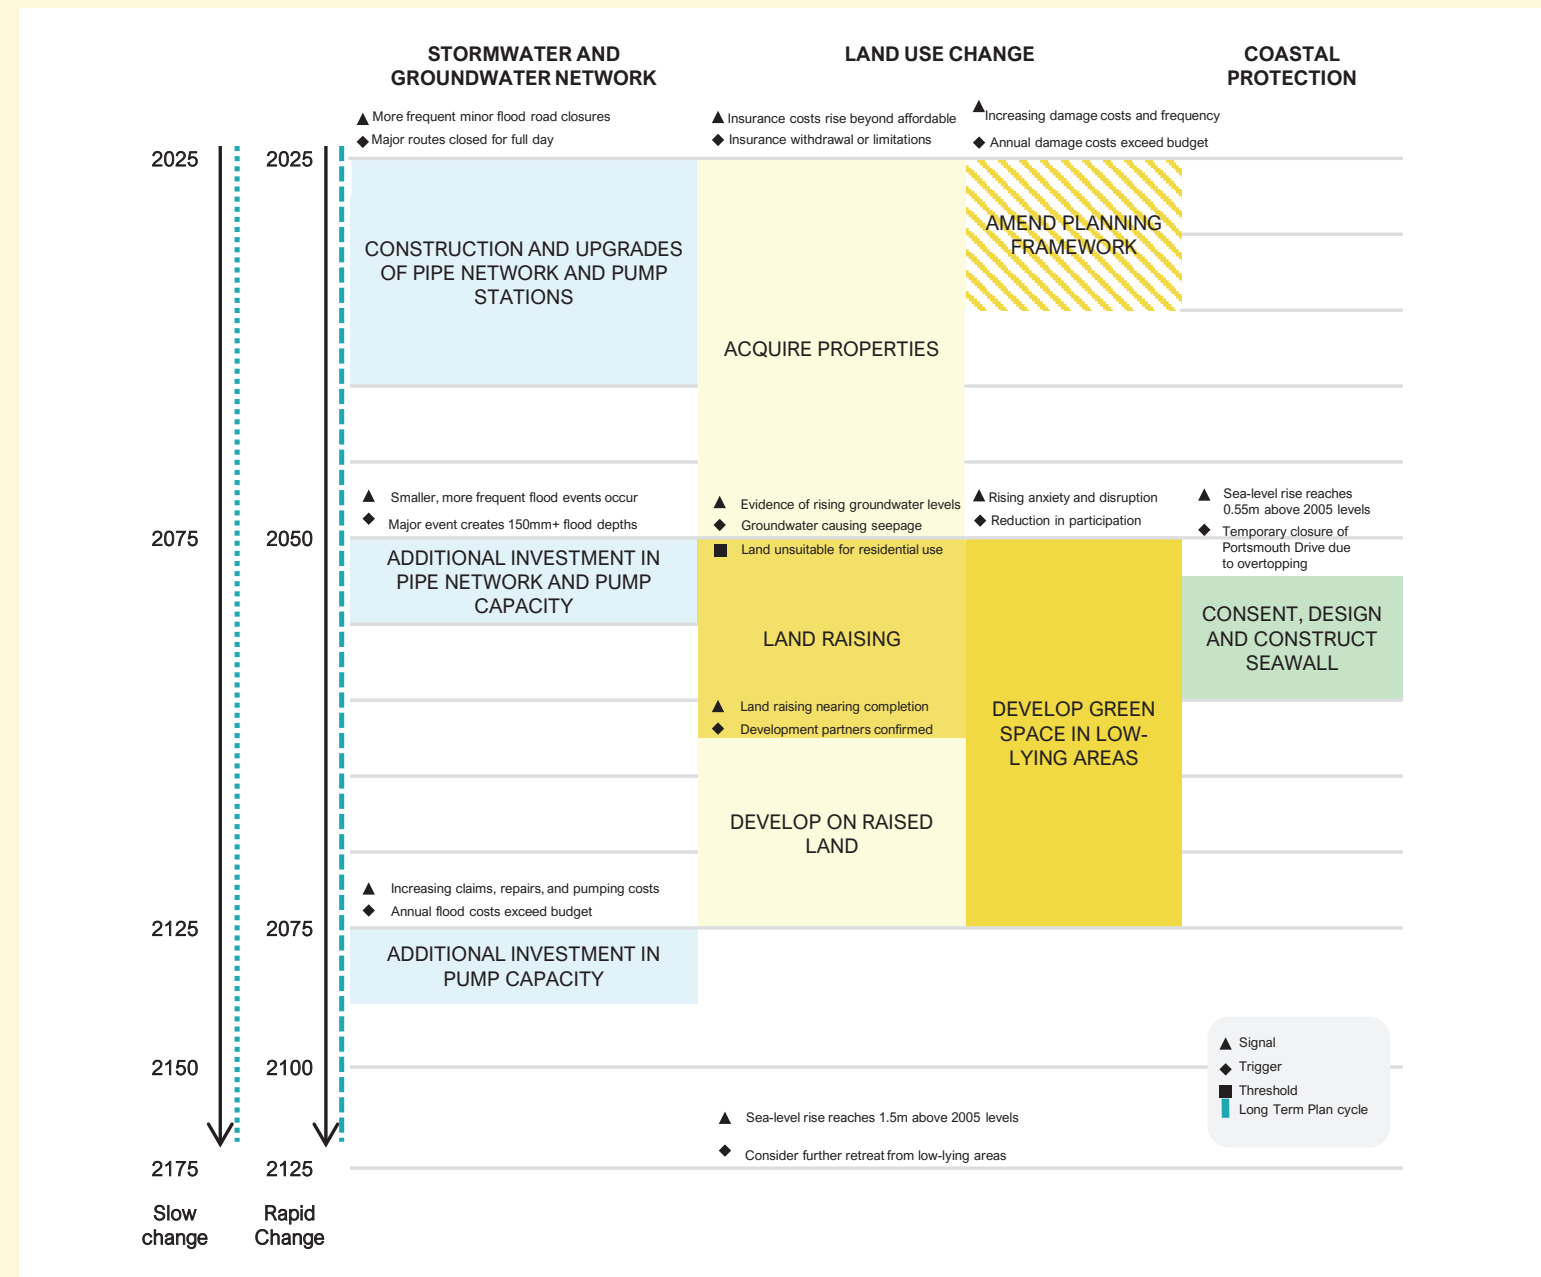 STORMWATER AND
GROUNDWATER NETWORK
LAND USE CHANGE
COASTAL
PROTECTION
More frequent minor flood road closures
Major routes closed for full day
Insurance costs rise beyond affordable
Insurance withdrawal or limitations
Increasing damage costs and frequency
Annual damage costs exceed budget
2025
2025
CONSTRUCTION AND UPGRADES
OF PIPE NETWORK AND PUMP
STATIONS
ACQUIRE PROPERTIES
AMEND PLANNING
FRAMEWORK
Smaller, more frequent flood events occur
Major event creates 150mm+ flood depths
Evidence of rising groundwater levels
Groundwater causing seepage
Land unsuitable for residential use
Rising anxiety and disruption
Reduction in participation
Sea-level rise reaches
0.55m above 2005 levels
Temporary closure of
Portsmouth Drive due
to overtopping
2075
2050
ADDITIONAL INVESTMENT IN
PIPE NETWORK AND PUMP
CAPACITY
LAND RAISING
Land raising nearing completion
Development partners confirmed
DEVELOP GREEN
SPACE IN LOW-
LYING AREAS
CONSENT, DESIGN
AND CONSTRUCT
SEAWALL
DEVELOP ON RAISED
LAND
Increasing claims, repairs, and pumping costs
Annual flood costs exceed budget
2125
2075
ADDITIONAL INVESTMENT IN
PUMP CAPACITY
2150
2100
Signal
Trigger
Threshold
Long Term Plan cycle
Sea-level rise reaches 1.5m above 2005 levels
Consider further retreat from low-lying areas
2175
2125
Slow
change
Rapid
Change